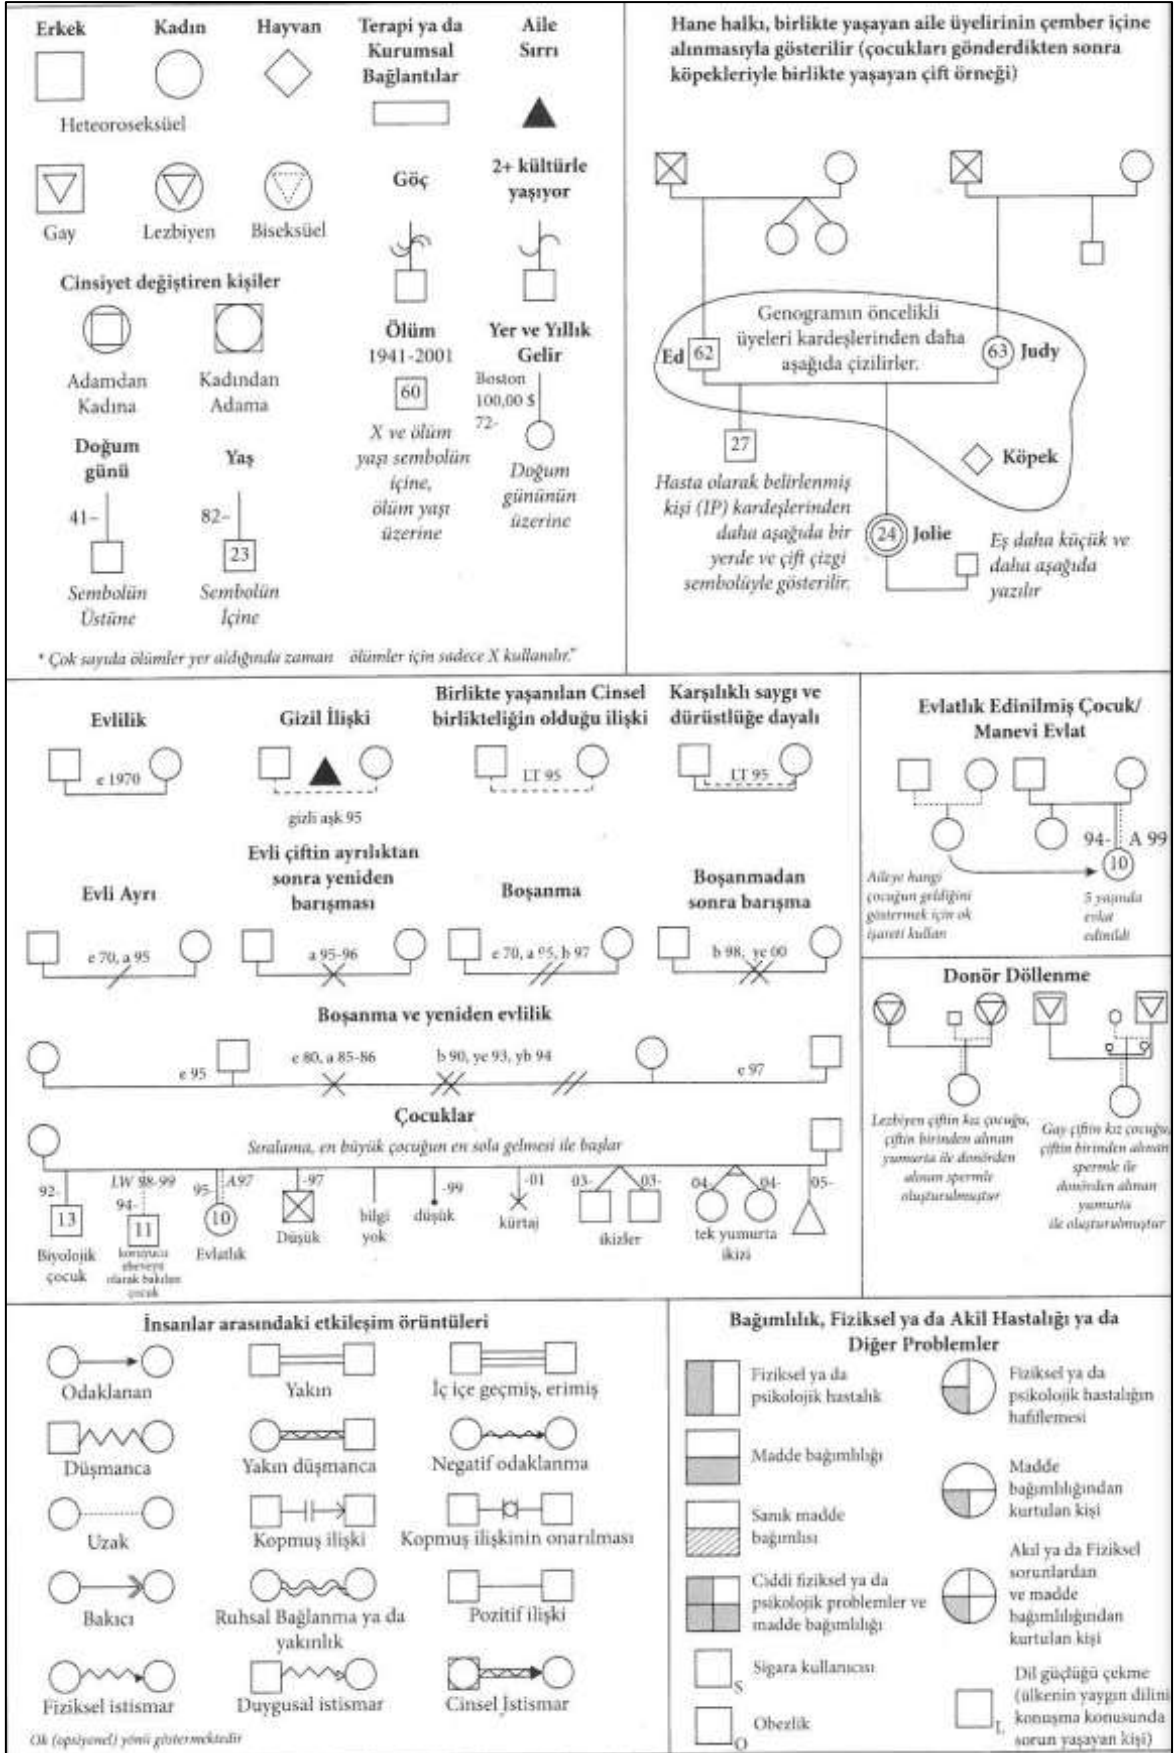 Erkek
Kadın
Hayvan
Terapi ya da
Kurumsal
Bağlantılar
Aile
Sırrı
Heteoroseksüel
Gay
Lezbiyen
Biseksüel
Göç
2+ kültürle
yaşıyor
Cinsiyet değiştiren kişiler
Adamdan
Kadına
Kadından
Adama
Ölüm
1941-2001
60
X ve ölüm
yaşı sembolün
içine,
ölüm yaşı
üzerine
Yer ve Yıllık
Gelir
Boston
100,00 $
72-
Doğum
gününün
üzerine
Doğum
günü
41-
Sembolün
Üstüne
Yaş
82-
23
Sembolün
İçine
* Çok sayıda ölümler yer aldığında zaman ölümler için sadece X kullanılır."
Hane halkı, birlikte yaşayan aile üyelirinin çember içine
alınmasıyla gösterilir (çocukları gönderdikten sonra
köpekleriyle birlikte yaşayan çift örneği)
Genogramın öncelikli
üyeleri kardeşlerinden daha
aşağıda çizilirler.
Ed 62
63 Judy
27
Köpek
Hasta olarak belirlenmiş
kişi (IP) kardeşlerinden
daha aşağıda bir
yerde ve çift çizgi
sembolüyle gösterilir.
24 Jolie
Eş daha küçük ve
daha aşağıda
yazılır
Evlilik
e 1970
Gizil İlişki
gizli aşk 95
Birlikte yaşanılan Cinsel
birlikteliğin olduğu ilişki
LT 95
Karşılıklı saygı ve
dürüstlüğe dayalı
LT 95
Evli Ayrı
e 70, a 95
Evli çiftin ayrılıktan
sonra yeniden
barışması
a 95-96
Boşanma
e 70, a 95, b 97
Boşanmadan
sonra barışma
b 98, ye 00
Boşanma ve yeniden evlilik
e 95
e 80, a 85-86
b 90, ye 93, yb 94
e 97
Çocuklar
Sıralama, en büyük çocuğun en sola gelmesi ile başlar
92-
13
Biyolojik
çocuk
LW 98-99
94-
11
koruyucu
ebeveyn
olarak bakılan
çocuk
95- A97
10
Evlatlık
-97
Düşük
bilgi
yok
-99
düşük
-01
kürtaj
03- 03-
ikizler
04- 04-
tek yumurta
ikizi
05-
Evlatlık Edinilmiş Çocuk/
Manevi Evlat
94- A 99
10
Aileye hangi
çocuğun geldiğini
göstermek için ok
işareti kullan
5 yaşında
evlat
edinildi
Donör Döllenme
Lezbiyen çiftin kız çocuğu,
çiftin birinden alınan
yumurta ile donörden
alınan spermle
oluşturulmuştur
Gay çiftin kız çocuğu,
çiftin birinden alınan
spermle ile
donörden alınan
yumurta
ile oluşturulmuştur
İnsanlar arasındaki etkileşim örüntüleri
Odaklanan
Yakın
İç içe geçmiş, erimiş
Düşmanca
Yakın düşmanca
Negatif odaklanma
Uzak
Kopmuş ilişki
Kopmuş ilişkinin onarılması
Bakıcı
Ruhsal Bağlanma ya da
yakınlık
Pozitif ilişki
Fiziksel istismar
Duygusal istismar
Cinsel İstismar
Ok (opsiyonel) yönü göstermektedir
Bağımlılık, Fiziksel ya da Akil Hastalığı ya da
Diğer Problemler
Fiziksel ya da
psikolojik hastalık
Madde bağımlılığı
Sanık madde
bağımlısı
Ciddi fiziksel ya da
psikolojik problemler ve
madde bağımlılığı
S
Sigara kullanıcısı
O
Obezlik
Fiziksel ya da
psikolojik hastalığın
hafiflemesi
Madde
bağımlılığından
kurtulan kişi
Akıl ya da Fiziksel
sorunlardan
ve madde
bağımlılığından
kurtulan kişi
L
Dil güçlüğü çekme
(ülkenin yaygın dilini
konuşma konusunda
sorun yaşayan kişi)